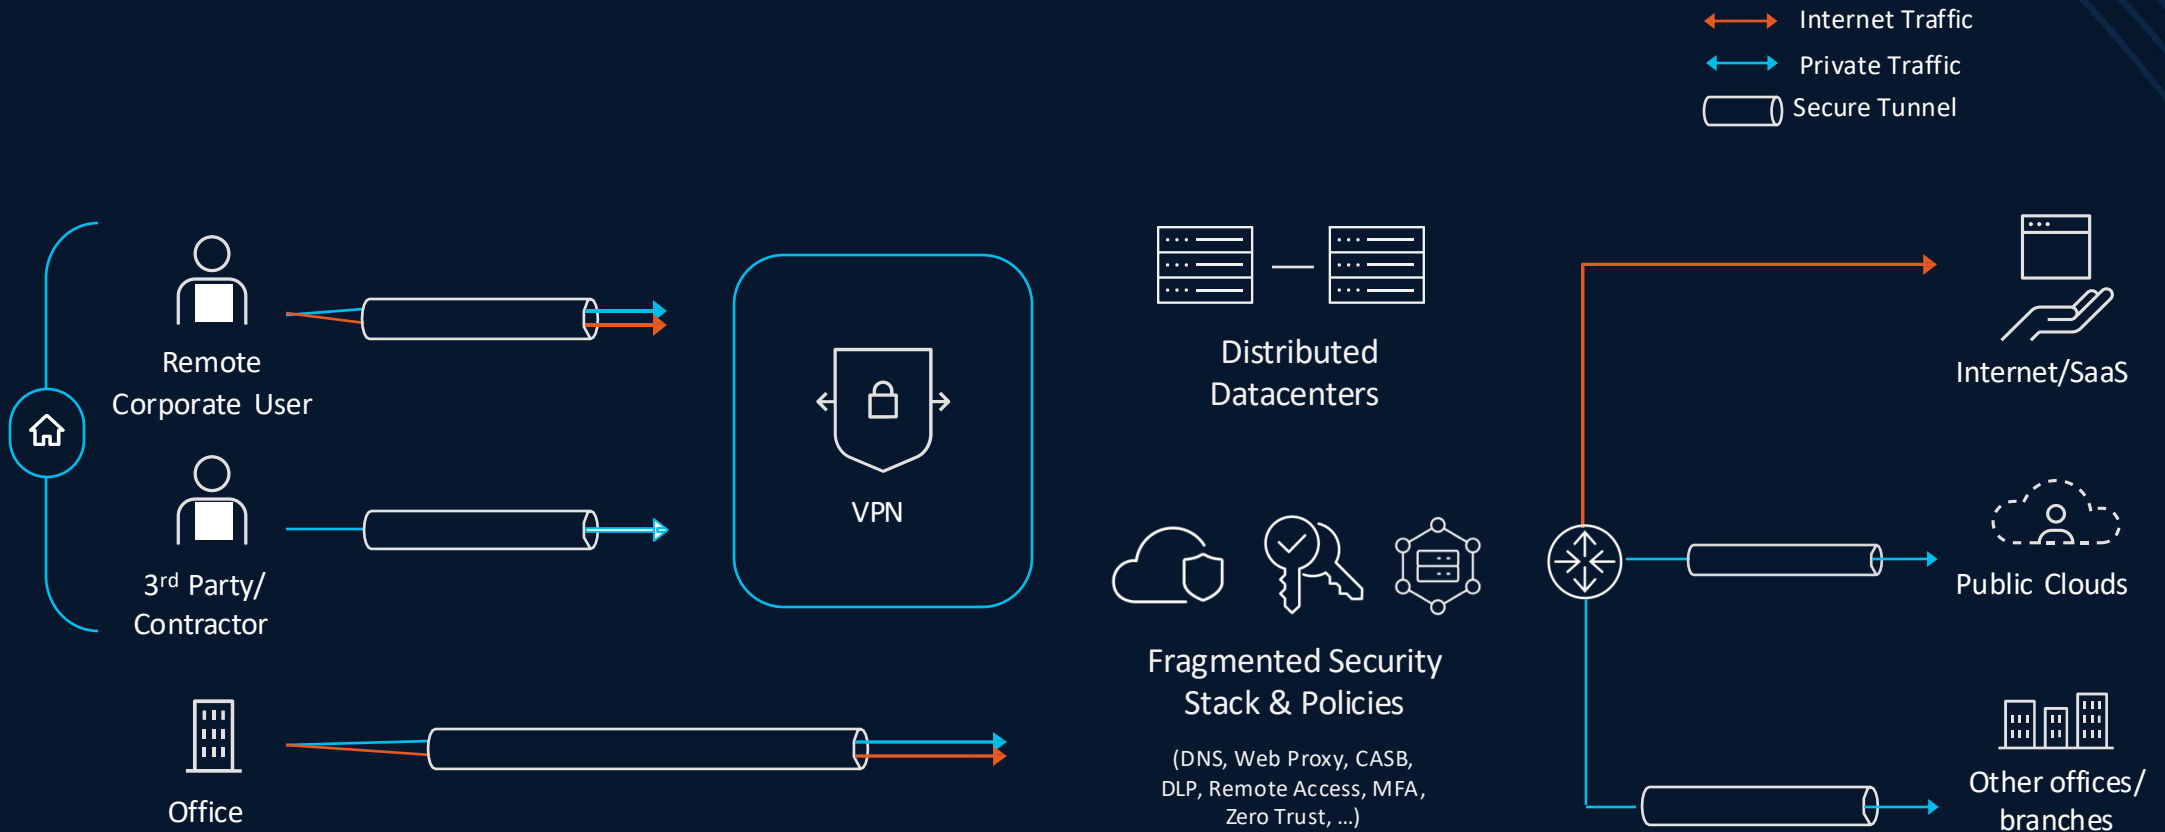 Internet Traffic
Private Traffic
Secure Tunnel
Remote
Corporate User
3rd Party/
Contractor
Office
VPN
Distributed
Datacenters
Fragmented Security
Stack & Policies
(DNS, Web Proxy, CASB,
DLP, Remote Access, MFA,
Zero Trust, ...)
Internet/SaaS
Public Clouds
Other offices/
branches